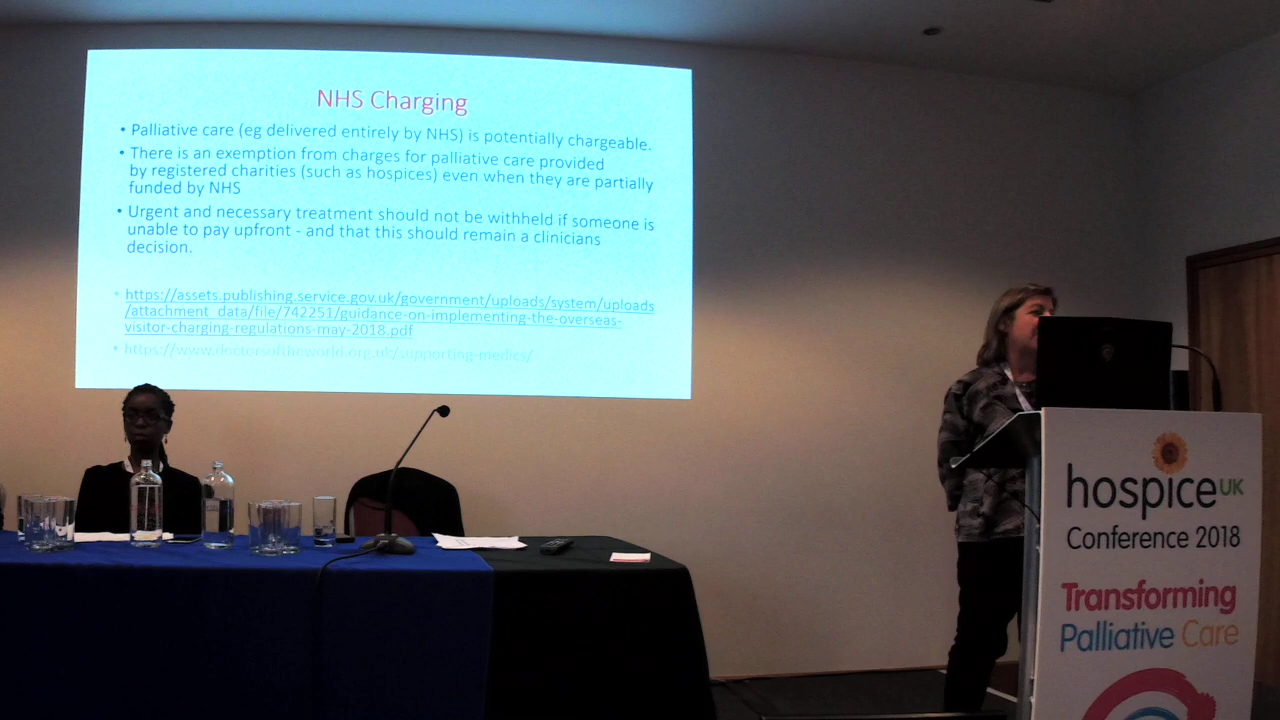 NHS Charging
• Palliative care (eg delivered entirely by NHS) is potentially chargeable.
• There is an exemption from charges for palliative care provided
by registered charities (such as hospices) even when they are partially
funded by NHS
• Urgent and necessary treatment should not be withheld if someone is
unable to pay upfront - and that this should remain a clinicians
decision.
• https://assets.publishing.service.gov.uk/government/uploads/system/uploads
/attachment_data/file/742251/guidance-on-implementing-the-overseas-
visitor-charging-regulations-may-2018.pdf
• https://www.doctorsoftheworld.org.uk/supporting-medics/
hospice UK
Conference 2018
Transforming
Palliative Care